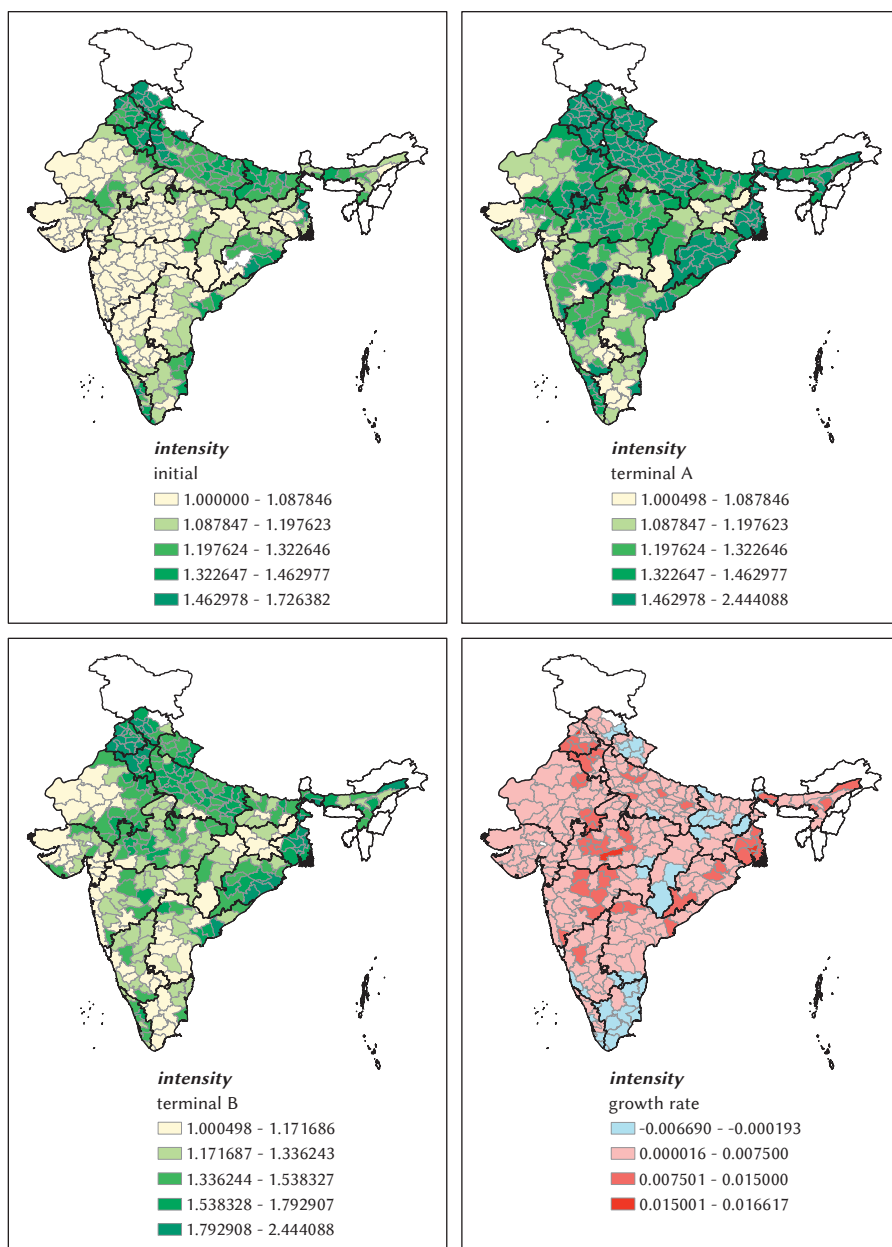 intensity
initial
1.000000 - 1.087846
1.087847 - 1.197623
1.197624 - 1.322646
1.322647 - 1.462977
1.462978 - 1.726382
intensity
terminal A
1.000498 - 1.087846
1.087847 - 1.197623
1.197624 - 1.322646
1.322647 - 1.462977
1.462978 - 2.444088
intensity
terminal B
1.000498 - 1.171686
1.171687 - 1.336243
1.336244 - 1.538327
1.538328 - 1.792907
1.792908 - 2.444088
intensity
growth rate
-0.006690 - -0.000193
0.000016 - 0.007500
0.007501 - 0.015000
0.015001 - 0.016617